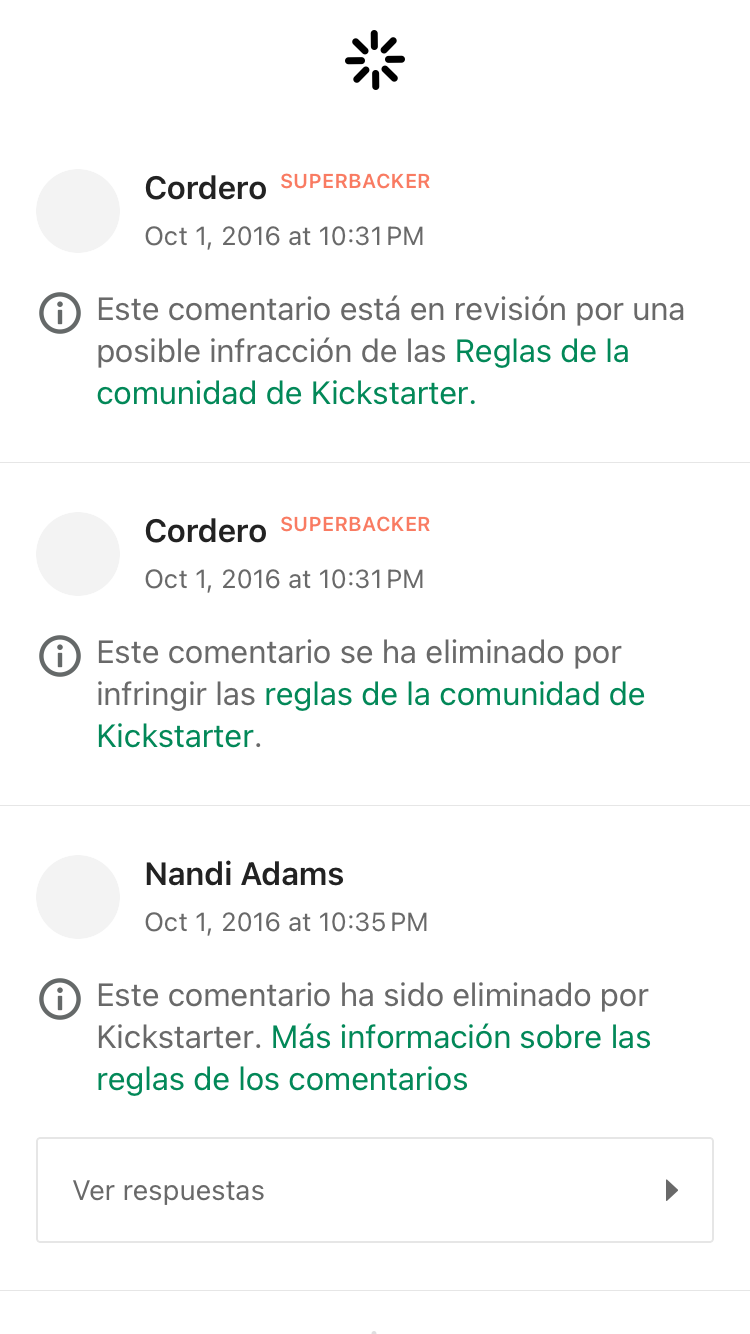 Cordero SUPERBACKER
Oct 1, 2016 at 10:31 PM
Este comentario está en revisión por una
posible infracción de las Reglas de la
comunidad de Kickstarter.
Cordero SUPERBACKER
Oct 1, 2016 at 10:31 PM
Este comentario se ha eliminado por
infringir las reglas de la comunidad de
Kickstarter.
Nandi Adams
Oct 1, 2016 at 10:35 PM
Este comentario ha sido eliminado por
Kickstarter. Más información sobre las
reglas de los comentarios
Ver respuestas